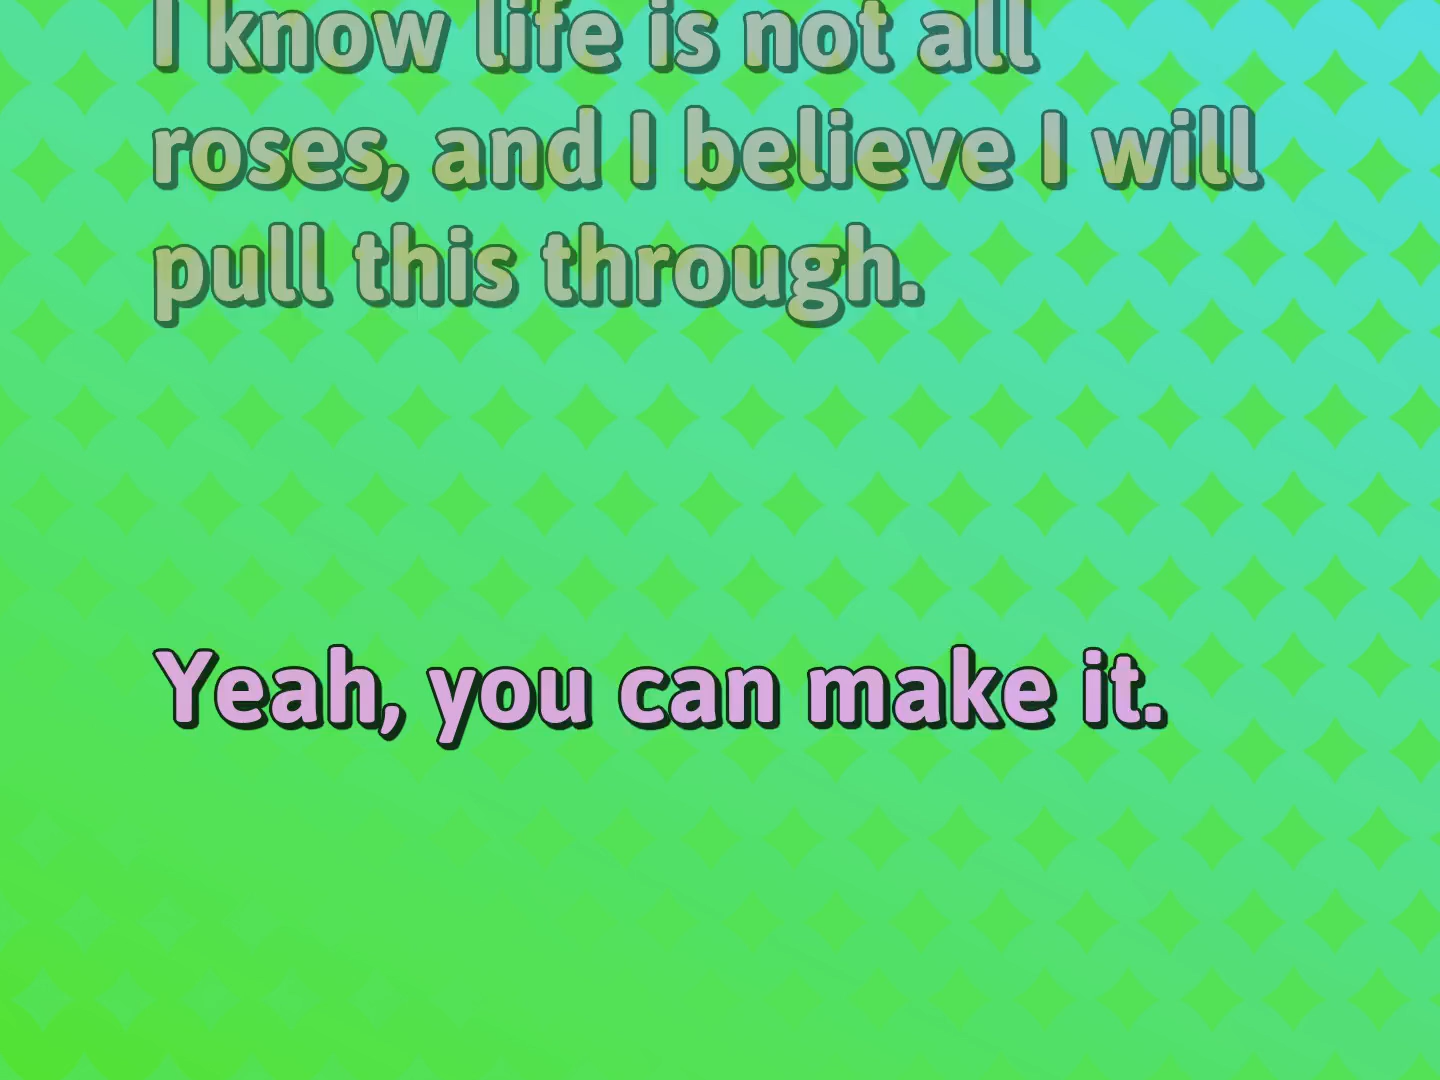 I know life is not all
roses, and I believe I will
pull this through.
Yeah, you can make it.